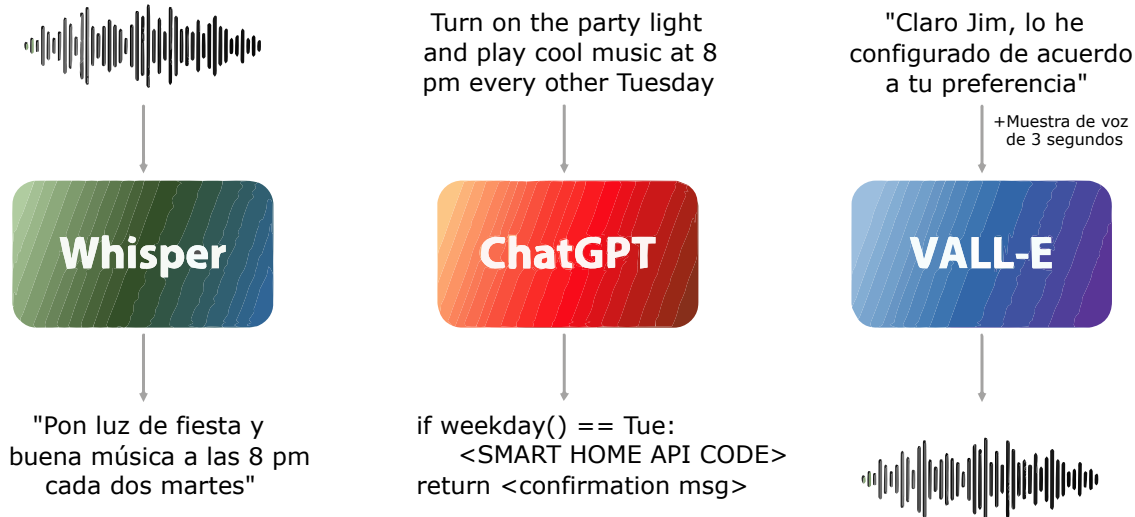 Turn on the party light
and play cool music at 8
pm every other Tuesday
"Claro Jim, lo he
configurado de acuerdo
a tu preferencia"
+Muestra de voz
de 3 segundos
Whisper
ChatGPT
VALL-E
"Pon luz de fiesta y
buena música a las 8 pm
cada dos martes"
if weekday() == Tue:
<SMART HOME API CODE>
return <confirmation msg>